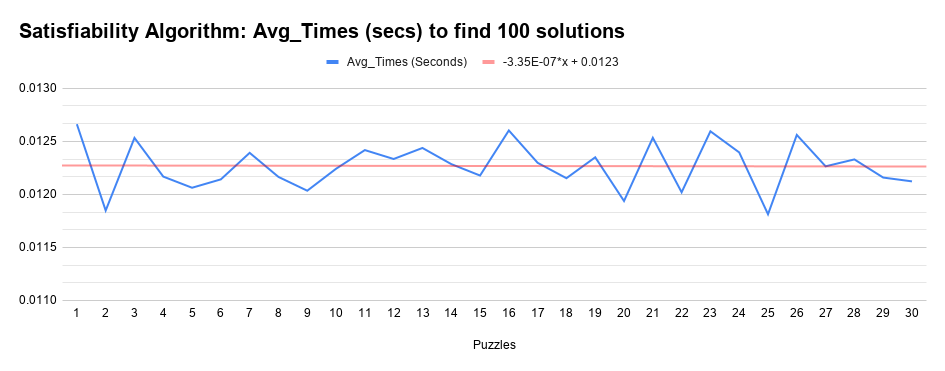 Satisfiability Algorithm: Avg_Times (secs) to find 100 solutions
Avg_Times (Seconds) -3.35E-07*x + 0.0123
0.0130
0.0125
0.0120
0.0115
0.0110
1 2 3 4 5 6 7 8 9 10 11 12 13 14 15 16 17 18 19 20 21 22 23 24 25 26 27 28 29 30
Puzzles